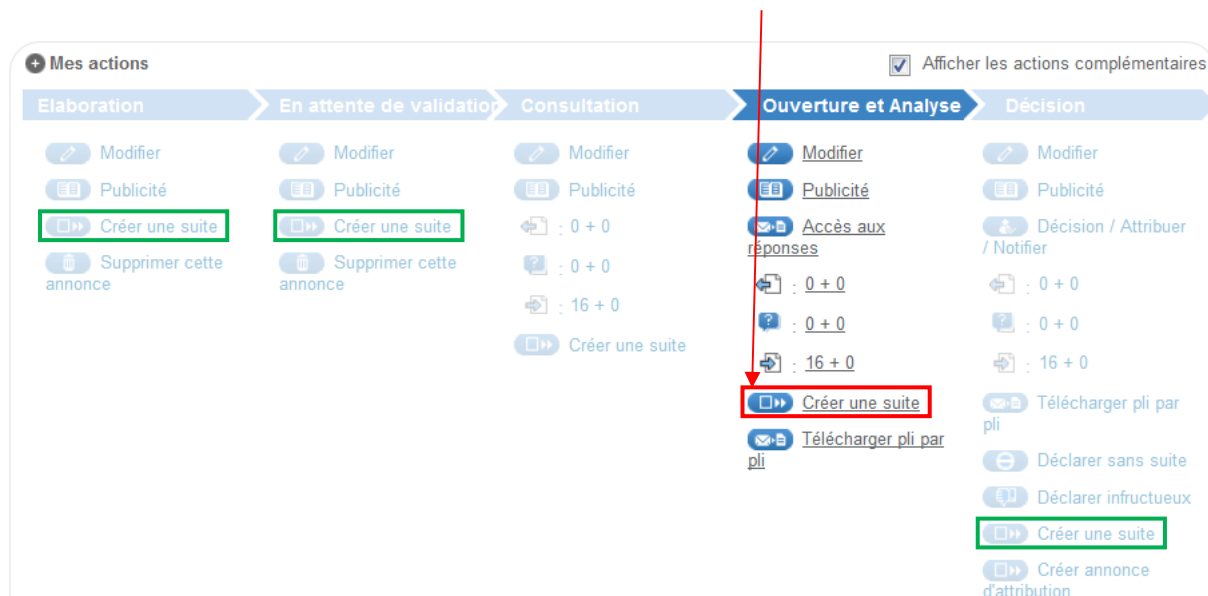 Mes actions
Afficher les actions complémentaires
Elaboration
En attente de validation
Consultation
Ouverture et Analyse
Décision
Modifier
Publicité
Créer une suite
Supprimer cette
annonce
Modifier
Publicité
Créer une suite
Supprimer cette
annonce
Modifier
Publicité
: 0 + 0
: 0 + 0
: 16 + 0
Créer une suite
Modifier
Publicité
Accès aux
réponses
: 0 + 0
: 0 + 0
: 16 + 0
Créer une suite
Télécharger pli par
pli
Modifier
Publicité
Décision / Attribuer
/ Notifier
: 0 + 0
: 0 + 0
: 16 + 0
Télécharger pli par
pli
Déclarer sans suite
Déclarer infructueux
Créer une suite
Créer annonce
d'attribution